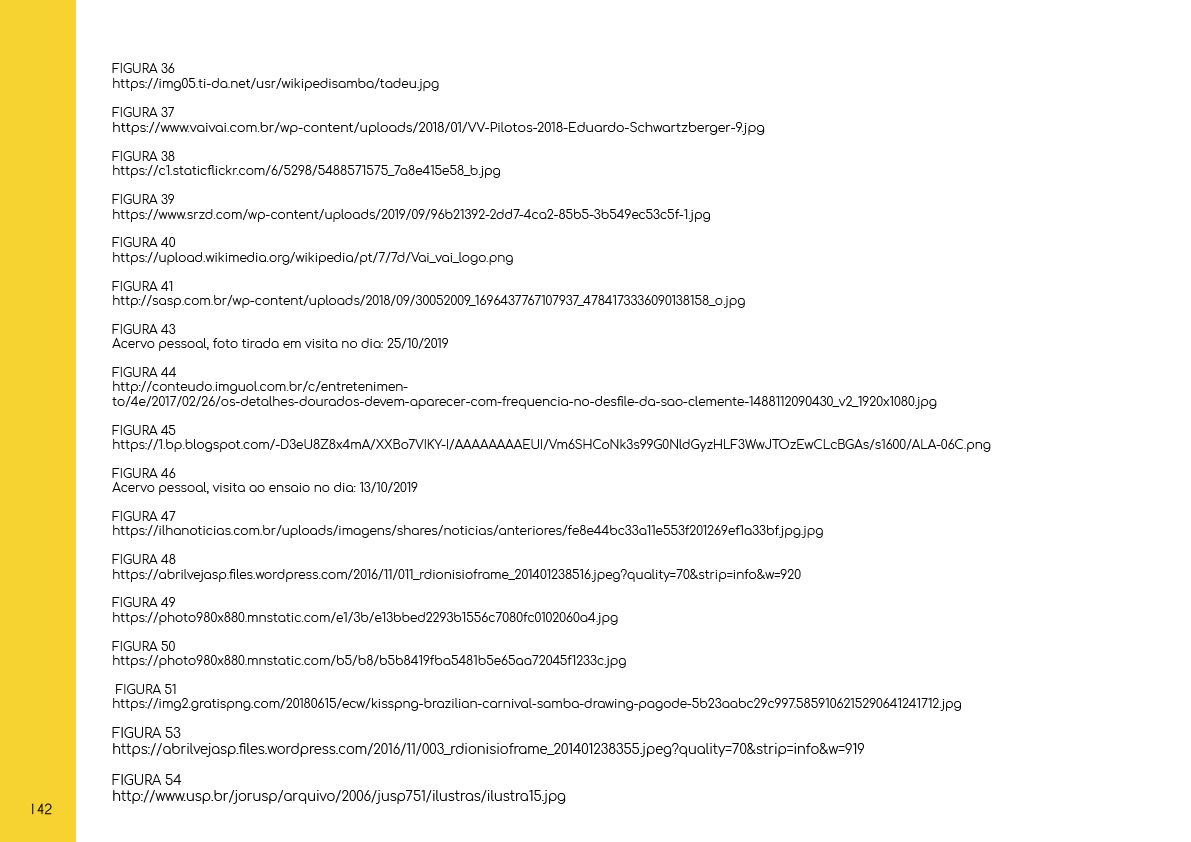 FIGURA 36
https://img05.ti-da.net/usr/wikipedisamba/tadeu.jpg
FIGURA 37
https://www.vaivai.com.br/wp-content/uploads/2018/01/VV-Pilotos-2018-Eduardo-Schwartzberger-9.jpg
FIGURA 38
https://c1.staticflickr.com/6/5298/5488571575_7a8e415e58_b.jpg
FIGURA 39
https://www.srzd.com/wp-content/uploads/2019/09/96b21392-2dd7-4ca2-85b5-3b549ec53c5f-1.jpg
FIGURA 40
https://upload.wikimedia.org/wikipedia/pt/7/7d/Vai_vai_logo.png
FIGURA 41
http://sasp.com.br/wp-content/uploads/2018/09/30052009_1696437767107937_4784173336090138158_o.jpg
FIGURA 43
Acervo pessoal, foto tirada em visita no dia: 25/10/2019
FIGURA 44
http://conteudo.imguol.com.br/c/entretenimen-
to/4e/2017/02/26/os-detalhes-dourados-devem-aparecer-com-frequencia-no-desfile-da-sao-clemente-1488112090430_v2_1920x1080.jpg
FIGURA 45
https://1.bp.blogspot.com/-D3eU8Z8x4mA/XXBo7VIKY-I/AAAAAAAAEUI/Vm6SHCoNk3s99G0NldGyzHLF3WwJTOzEwCLcBGAs/s1600/ALA-06C.png
FIGURA 46
Acervo pessoal, visita ao ensaio no dia: 13/10/2019
FIGURA 47
https://ilhanoticias.com.br/uploads/imagens/shares/noticias/anteriores/fe8e44bc33a11e553f201269ef1a33bf.jpg.jpg
FIGURA 48
https://abrilvejasp.files.wordpress.com/2016/11/011_rdionisioframe_201401238516.jpeg?quality=70&strip=info&w=920
FIGURA 49
https://photo980x880.mnstatic.com/e1/3b/e13bbed2293b1556c7080fc0102060a4.jpg
FIGURA 50
https://photo980x880.mnstatic.com/b5/b8/b5b8419fba5481b5e65aa72045f1233c.jpg
FIGURA 51
https://img2.gratispng.com/20180615/ecw/kisspng-brazilian-carnival-samba-drawing-pagode-5b23aabc29c997.5859106215290641241712.jpg
FIGURA 53
https://abrilvejasp.files.wordpress.com/2016/11/003_rdionisioframe_201401238355.jpeg?quality=70&strip=info&w=919
FIGURA 54
http://www.usp.br/jorusp/arquivo/2006/jusp751/ilustras/ilustra15.jpg
142